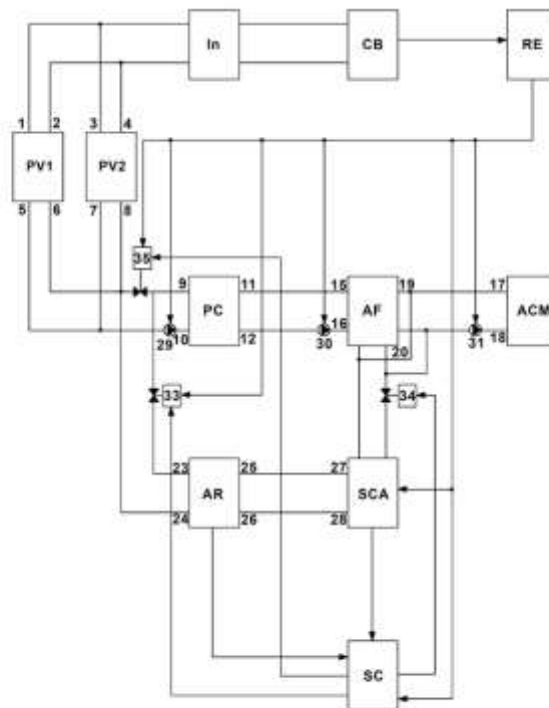 In CB RE
1 2 3 4
PV1 PV2
5 6 7 8
35
9 11 15 19 17
PC AF ACM
29 10 12 30 16 20 31 18
33 34
23 25 27
AR SCA
24 26 28
SC